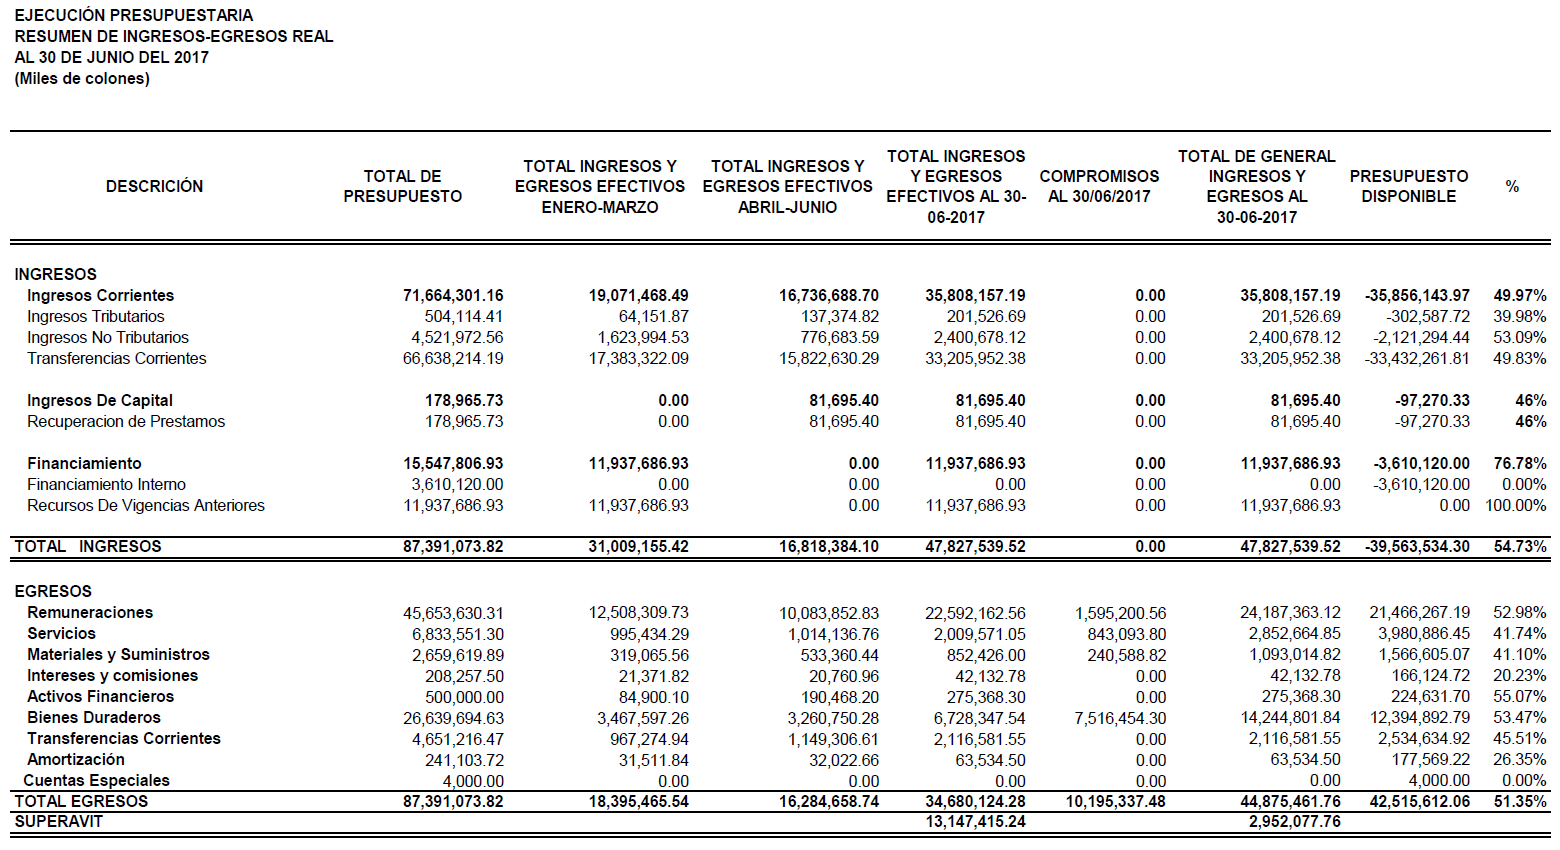 EJECUCIÓN PRESUPUESTARIA
RESUMEN DE INGRESOS-EGRESOS REAL
AL 30 DE JUNIO DEL 2017
(Miles de colones)
DESCRICIÓN TOTAL DE PRESUPUESTO TOTAL INGRESOS Y EGRESOS EFECTIVOS ENERO-MARZO TOTAL INGRESOS Y EGRESOS EFECTIVOS ABRIL-JUNIO TOTAL INGRESOS Y EGRESOS EFECTIVOS AL 30-06-2017 COMPROMISOS AL 30/06/2017 TOTAL DE GENERAL INGRESOS Y EGRESOS AL 30-06-2017 PRESUPUESTO DISPONIBLE %
INGRESOS
Ingresos Corrientes 71,664,301.16 19,071,468.49 16,736,688.70 35,808,157.19 0.00 35,808,157.19 -35,856,143.97 49.97%
Ingresos Tributarios 504,114.41 64,151.87 137,374.82 201,526.69 0.00 201,526.69 -302,587.72 39.98%
Ingresos No Tributarios 4,521,972.56 1,623,994.53 776,683.59 2,400,678.12 0.00 2,400,678.12 -2,121,294.44 53.09%
Transferencias Corrientes 66,638,214.19 17,383,322.09 15,822,630.29 33,205,952.38 0.00 33,205,952.38 -33,432,261.81 49.83%
Ingresos De Capital 178,965.73 0.00 81,695.40 81,695.40 0.00 81,695.40 -97,270.33 46%
Recuperacion de Prestamos 178,965.73 0.00 81,695.40 81,695.40 0.00 81,695.40 -97,270.33 46%
Financiamiento 15,547,806.93 11,937,686.93 0.00 11,937,686.93 0.00 11,937,686.93 -3,610,120.00 76.78%
Financiamiento Interno 3,610,120.00 0.00 0.00 0.00 0.00 0.00 -3,610,120.00 0.00%
Recursos De Vigencias Anteriores 11,937,686.93 11,937,686.93 0.00 11,937,686.93 0.00 11,937,686.93 0.00 100.00%
TOTAL INGRESOS 87,391,073.82 31,009,155.42 16,818,384.10 47,827,539.52 0.00 47,827,539.52 -39,563,534.30 54.73%
EGRESOS
Remuneraciones 45,653,630.31 12,508,309.73 10,083,852.83 22,592,162.56 1,595,200.56 24,187,363.12 21,466,267.19 52.98%
Servicios 6,833,551.30 995,434.29 1,014,136.76 2,009,571.05 843,093.80 2,852,664.85 3,980,886.45 41.74%
Materiales y Suministros 2,659,619.89 319,065.56 533,360.44 852,426.00 240,588.82 1,093,014.82 1,566,605.07 41.10%
Intereses y comisiones 208,257.50 21,371.82 20,760.96 42,132.78 0.00 42,132.78 166,124.72 20.23%
Activos Financieros 500,000.00 84,900.10 190,468.20 275,368.30 0.00 275,368.30 224,631.70 55.07%
Bienes Duraderos 26,639,694.63 3,467,597.26 3,260,750.28 6,728,347.54 7,516,454.30 14,244,801.84 12,394,892.79 53.47%
Transferencias Corrientes 4,651,216.47 967,274.94 1,149,306.61 2,116,581.55 0.00 2,116,581.55 2,534,634.92 45.51%
Amortización 241,103.72 31,511.84 32,022.66 63,534.50 0.00 63,534.50 177,569.22 26.35%
Cuentas Especiales 4,000.00 0.00 0.00 0.00 0.00 0.00 4,000.00 0.00%
TOTAL EGRESOS 87,391,073.82 18,395,465.54 16,284,658.74 34,680,124.28 10,195,337.48 44,875,461.76 42,515,612.06 51.35%
SUPERAVIT 13,147,415.24 2,952,077.76